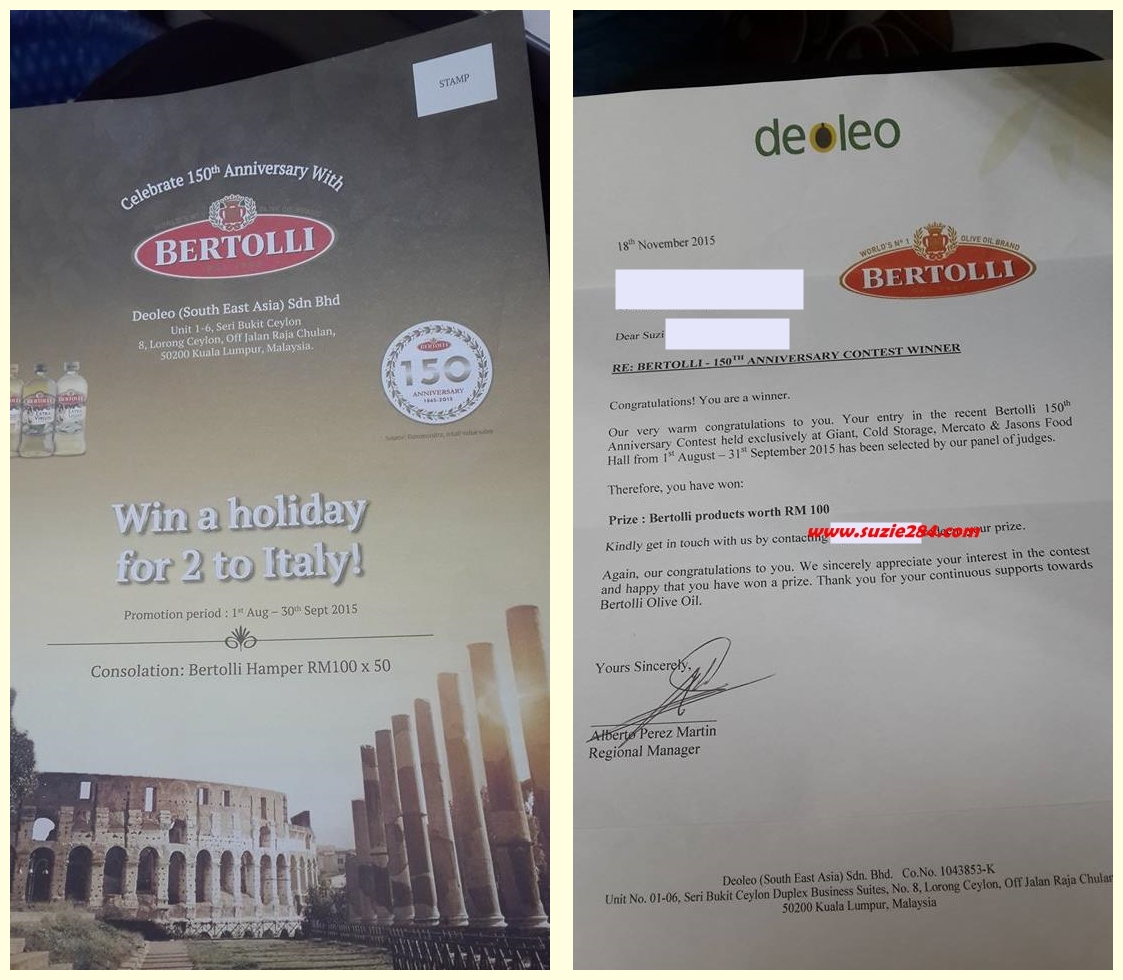 STAMP
Celebrate 150th Anniversary With
BERTOLLI
Deoleo (South East Asia) Sdn Bhd
Unit 1-6, Seri Bukit Ceylon
8, Lorong Ceylon, Off Jalan Raja Chulan,
50200 Kuala Lumpur, Malaysia.
BERTOLLI
150
ANNIVERSARY
1865-2015
BERTOLLI
Win a holiday
for 2 to Italy!
Promotion period : 1st Aug – 30th Sept 2015
Consolation: Bertolli Hamper RM100 x 50
deoleo
18th November 2015
WORLD'S Nº 1 OLIVE OIL BRAND
BERTOLLI
Dear Suzi
RE: BERTOLLI - 150TH ANNIVERSARY CONTEST WINNER
Congratulations! You are a winner.
Our very warm congratulations to you. Your entry in the recent Bertolli 150th
Anniversary Contest held exclusively at Giant, Cold Storage, Mercato & Jasons Food
Hall from 1st August – 31st September 2015 has been selected by our panel of judges.
Therefore, you have won:
Prize : Bertolli products worth RM 100
Kindly get in touch with us by contacting your prize.
www.suzie284.com
Again, our congratulations to you. We sincerely appreciate your interest in the contest
and happy that you have won a prize. Thank you for your continuous supports towards
Bertolli Olive Oil.
Yours Sincerely,
Alberto Perez Martin
Regional Manager
Deoleo (South East Asia) Sdn. Bhd. Co.No. 1043853-K
Unit No. 01-06, Seri Bukit Ceylon Duplex Business Suites, No. 8, Lorong Ceylon, Off Jalan Raja Chulan
50200 Kuala Lumpur, Malaysia